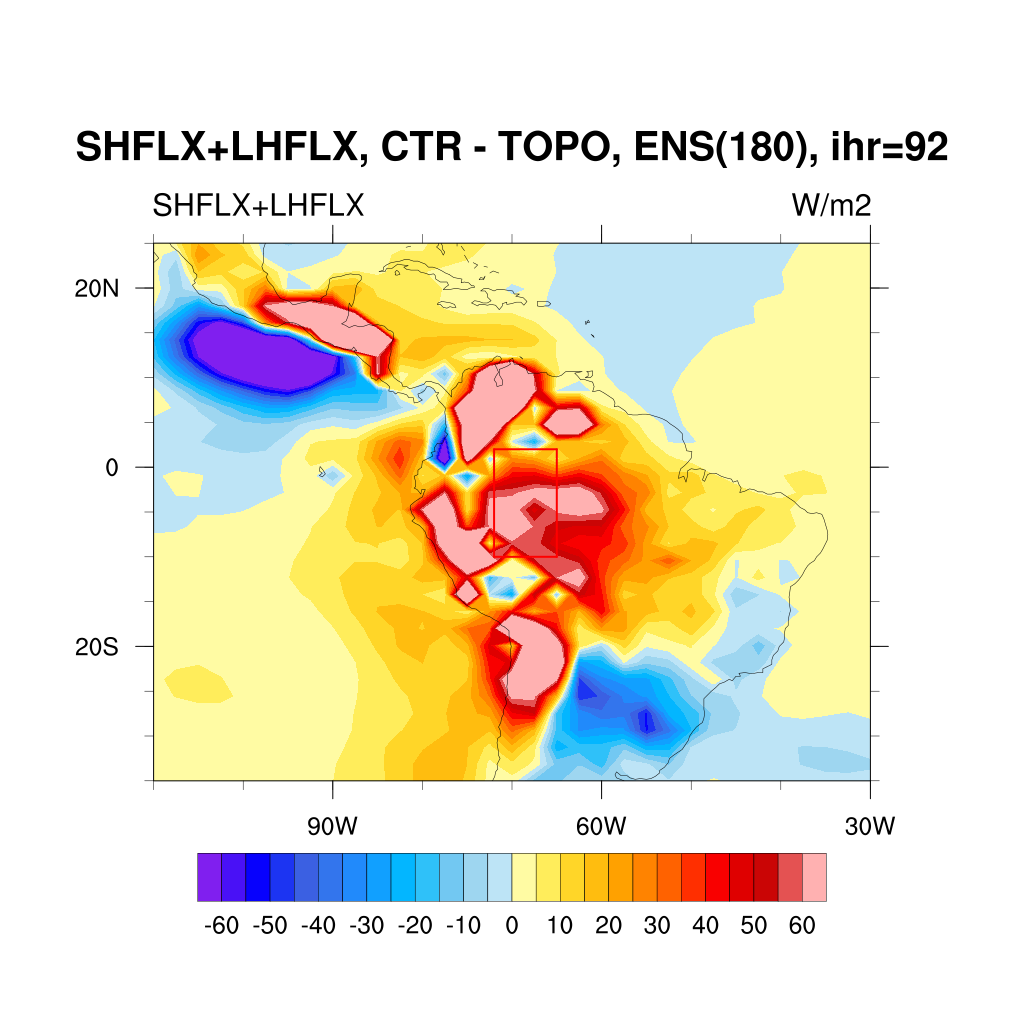 SHFLX+LHFLX, CTR - TOPO, ENS(180), ihr=92
SHFLX+LHFLX W/m2
20N
0
20S
90W 60W 30W
-60 -50 -40 -30 -20 -10 0 10 20 30 40 50 60